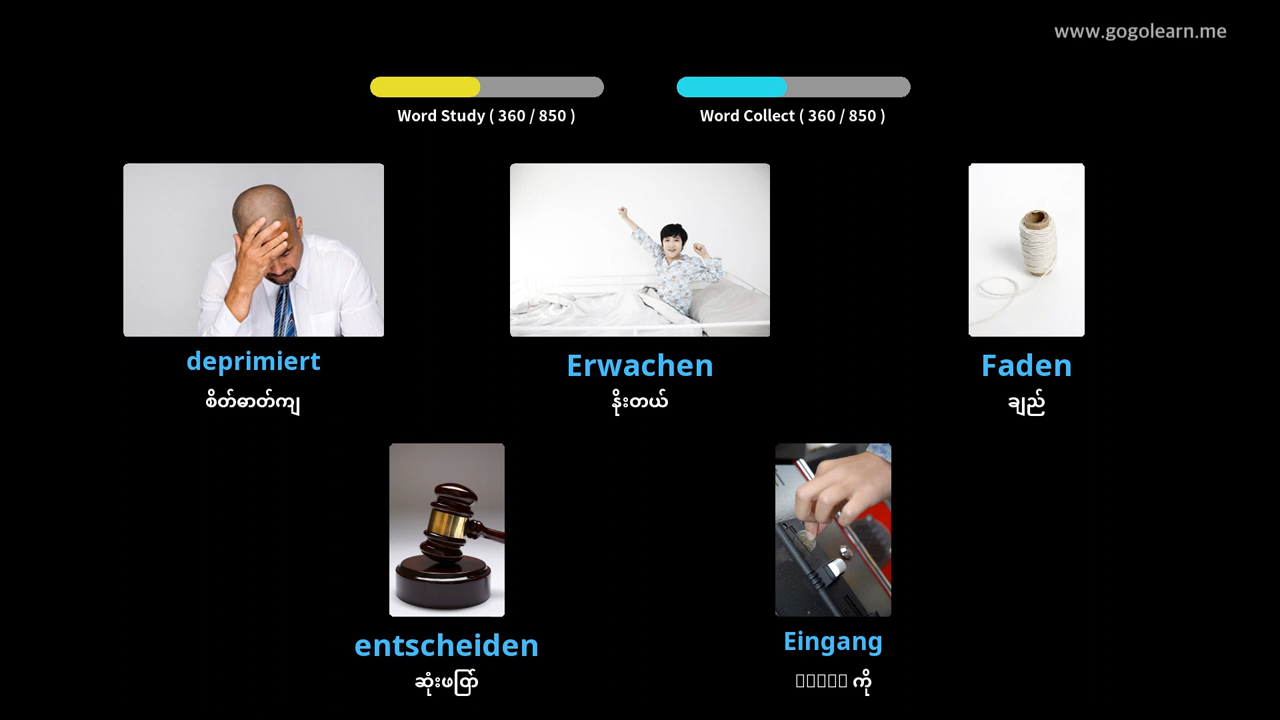 www.gogolearn.me
Word Study ( 360 / 850 )
Word Collect ( 360 / 850 )
deprimiert
Erwachen
Faden
စိတ်ဓာတ်ကျ
နိုးတယ်
ချည်
entscheiden
Eingang
ဆုံးဖြတ်
ကို